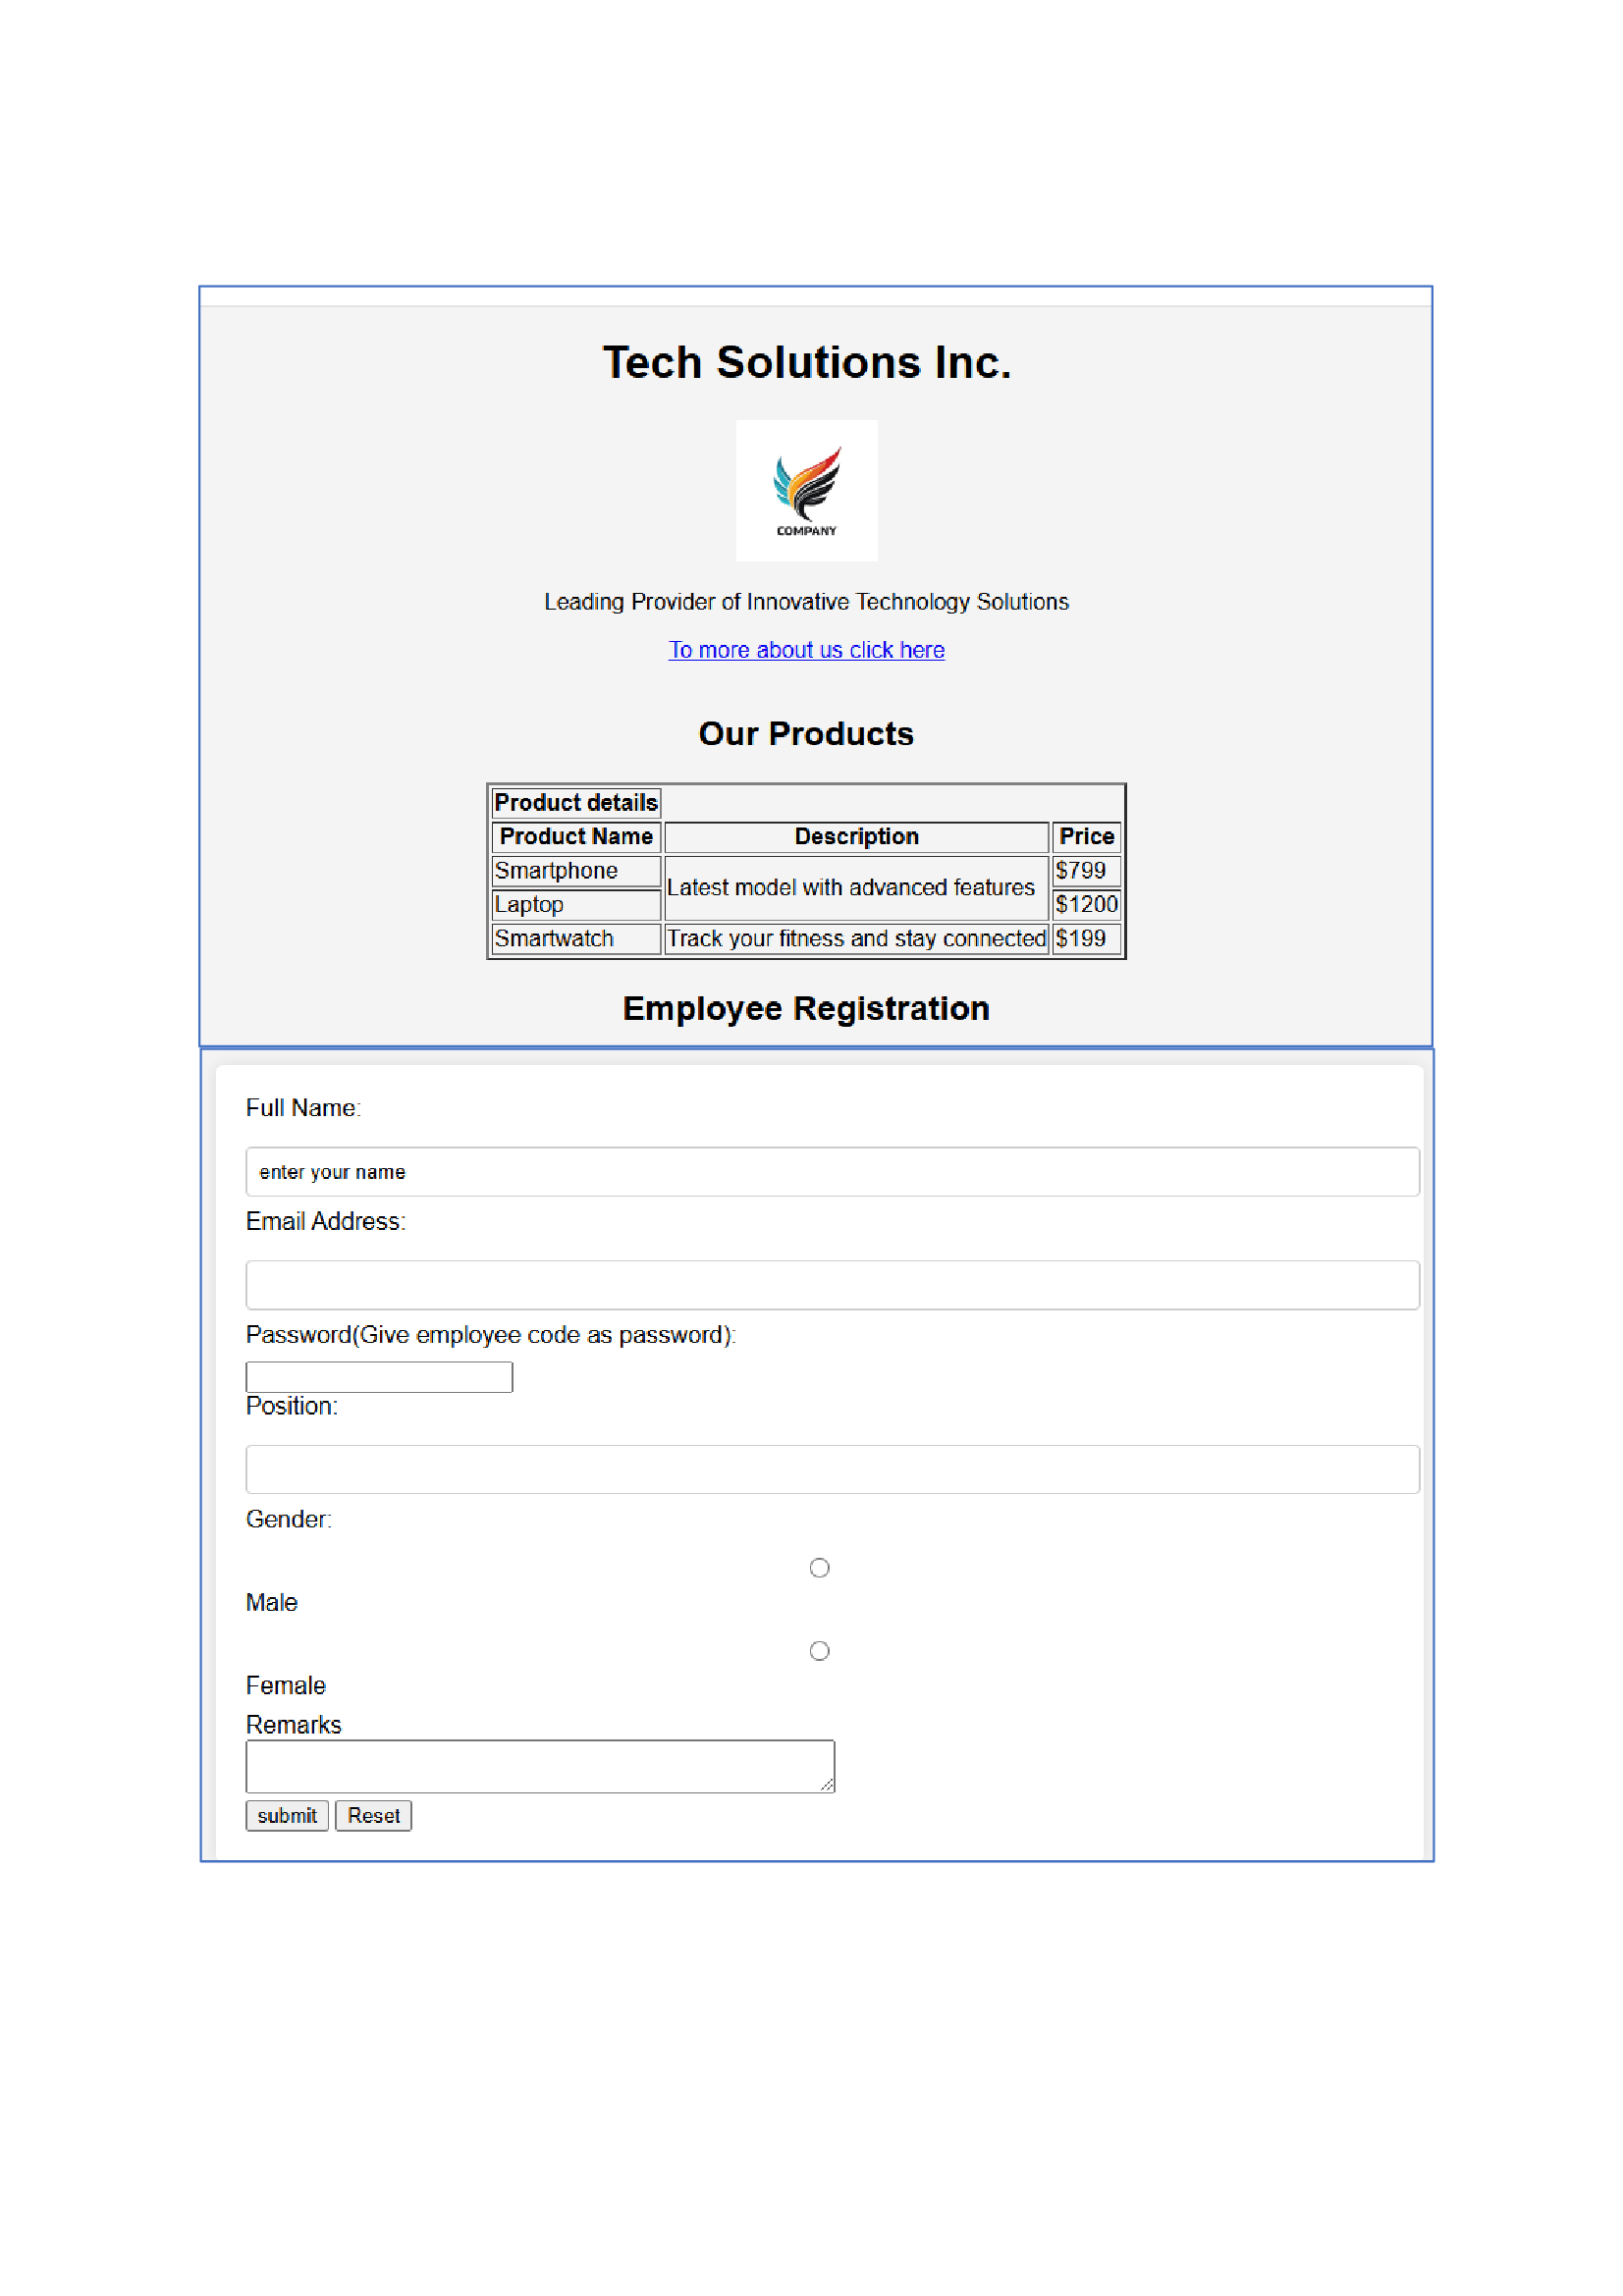 Tech Solutions Inc.
COMPANY
Leading Provider of Innovative Technology Solutions
To more about us click here
Our Products
Product details
Product Name Description Price
Smartphone Latest model with advanced features $799
Laptop $1200
Smartwatch Track your fitness and stay connected $199
Employee Registration
Full Name:
enter your name
Email Address:
Password(Give employee code as password):
Position:
Gender:
Male
Female
Remarks
submit Reset